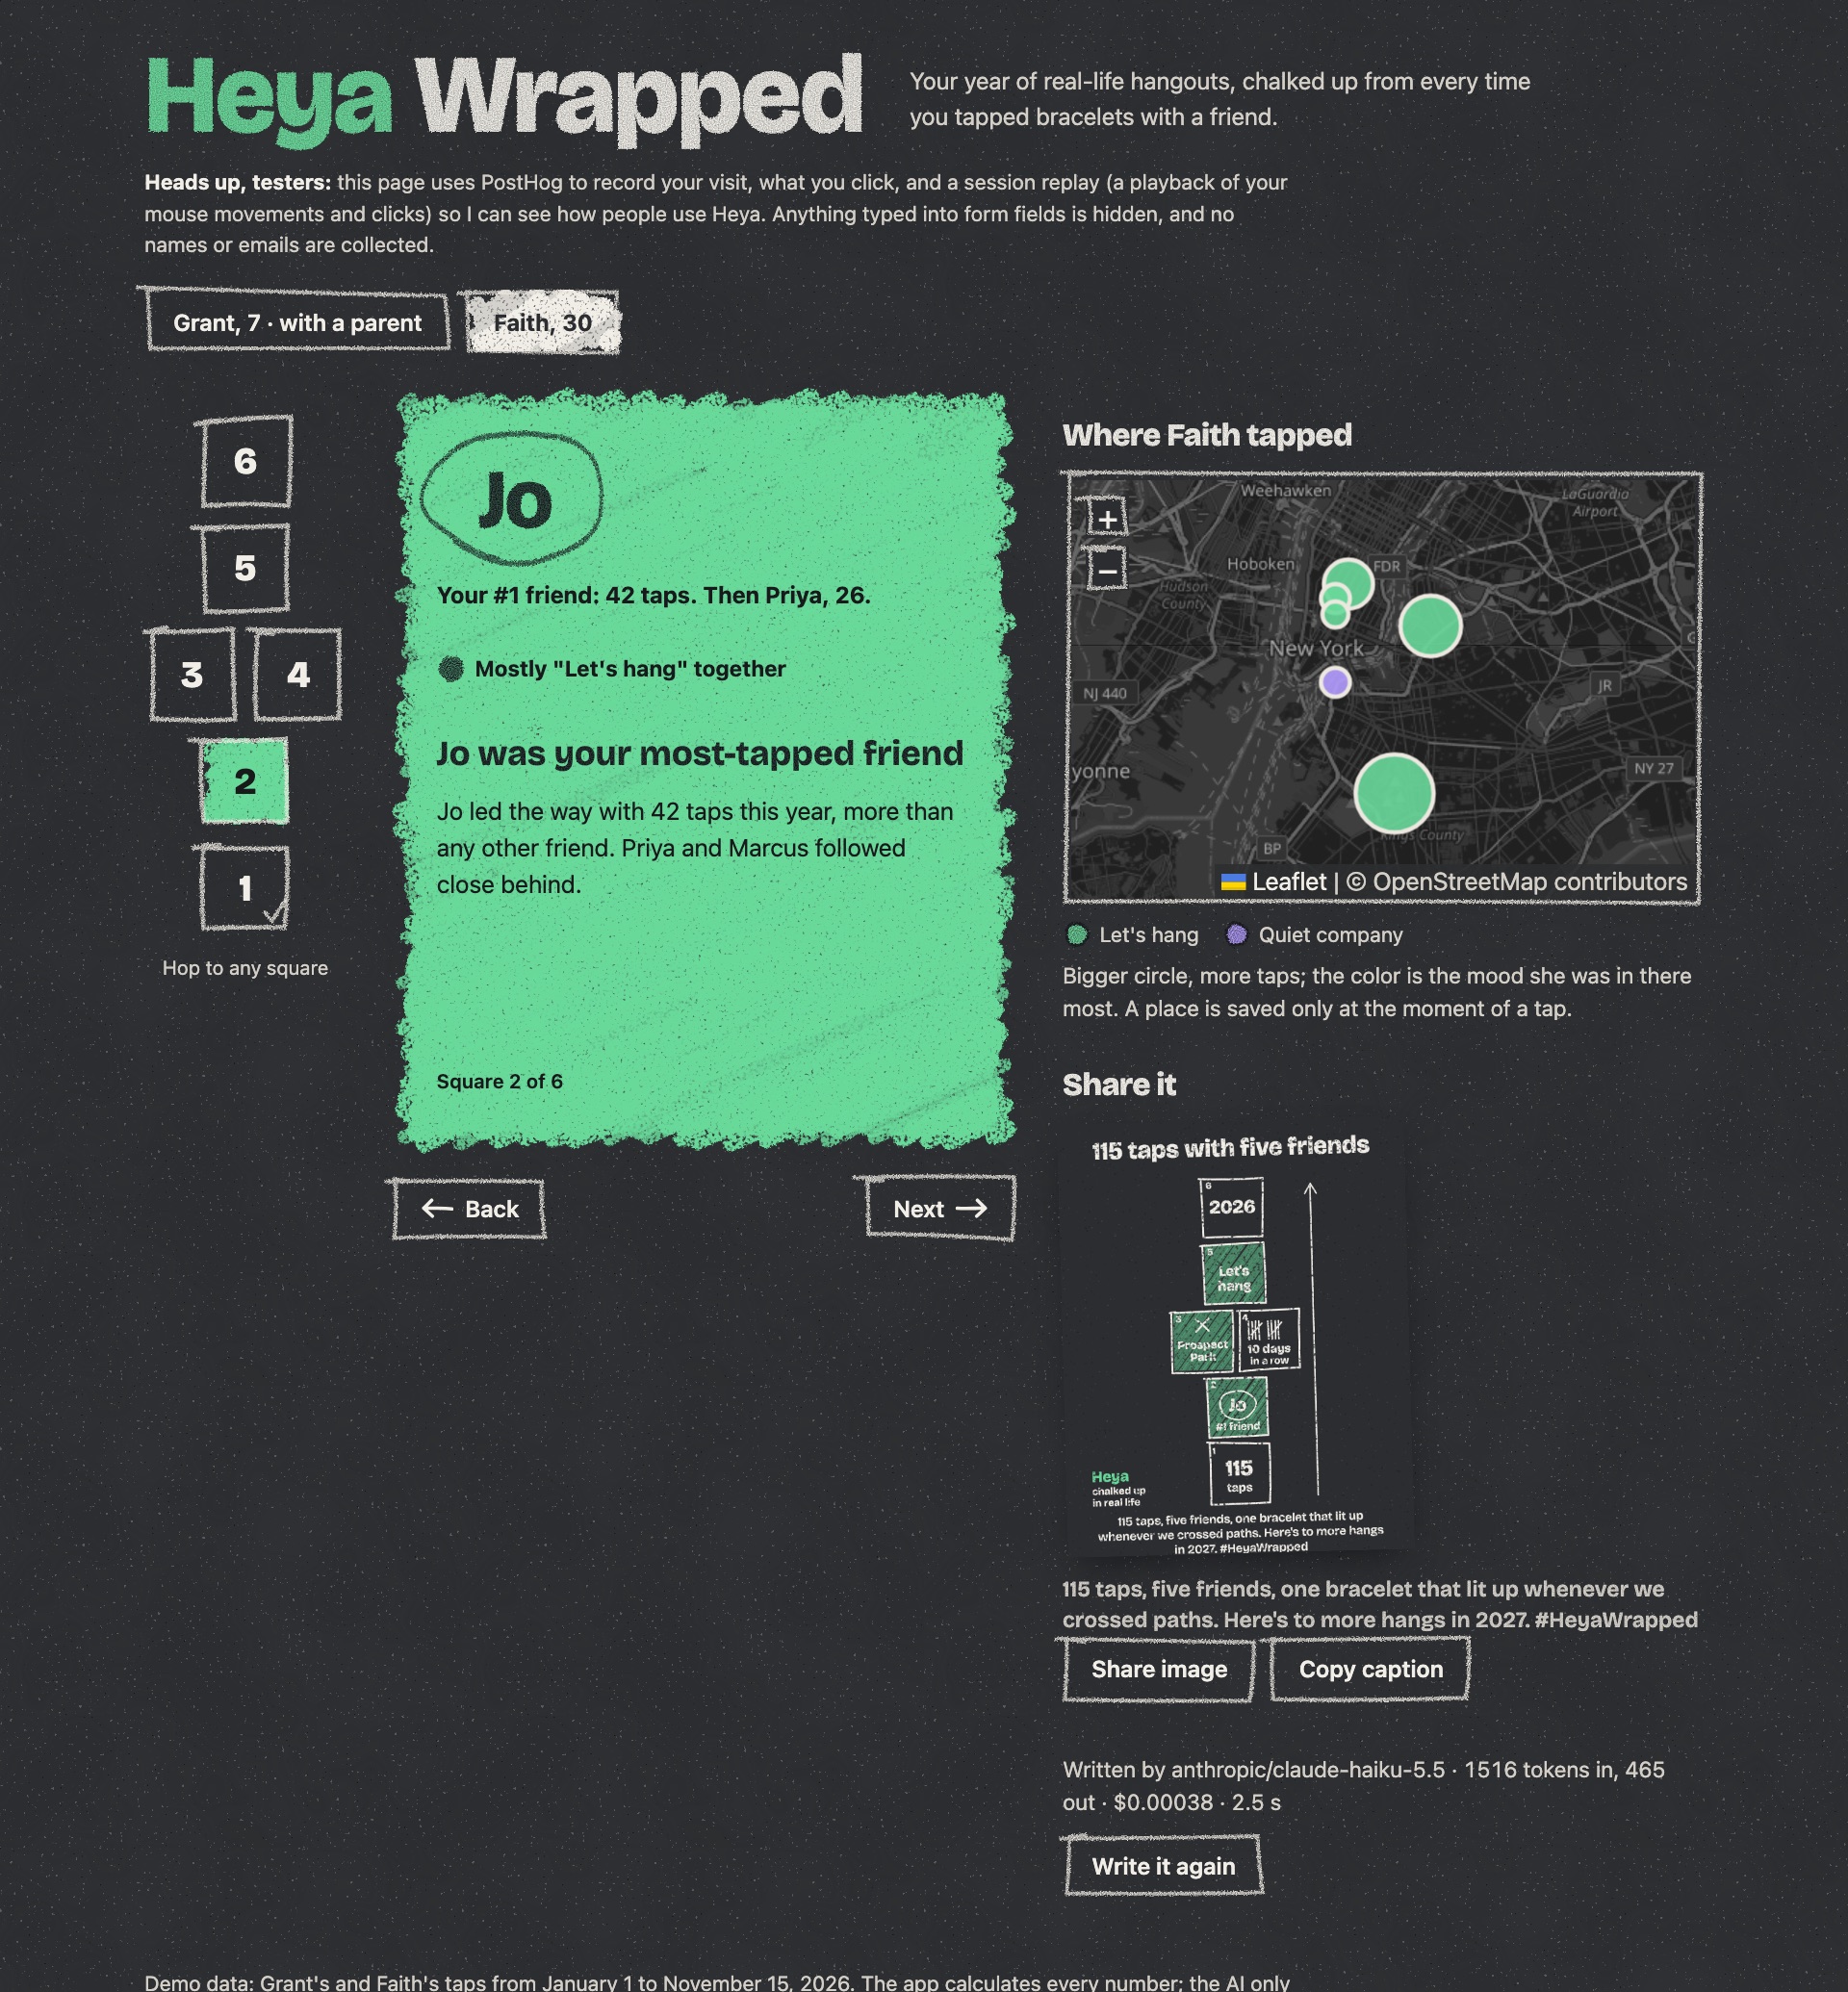 Heya Wrapped
Your year of real-life hangouts, chalked up from every time
you tapped bracelets with a friend.
Heads up, testers: this page uses PostHog to record your visit, what you click, and a session replay (a playback of your
mouse movements and clicks) so I can see how people use Heya. Anything typed into form fields is hidden, and no
names or emails are collected.
Grant, 7 · with a parent
Faith, 30
6
5
3
4
2
1
Hop to any square
Jo
Your #1 friend: 42 taps. Then Priya, 26.
Mostly "Let's hang" together
Jo was your most-tapped friend
Jo led the way with 42 taps this year, more than
any other friend. Priya and Marcus followed
close behind.
Square 2 of 6
← Back
Next →
Where Faith tapped
+
−
Weehawken
LaGuardia
Airport
Hoboken
FDR
Hudson
County
New York
NJ 440
JR
yonne
NY 27
Kings County
BP
Leaflet | © OpenStreetMap contributors
Let's hang
Quiet company
Bigger circle, more taps; the color is the mood she was in there
most. A place is saved only at the moment of a tap.
Share it
115 taps with five friends
6
2026
5
Let's
hang
3
Prospect
Park
4
10 days
in a row
2
Jo
#1 friend
1
115
taps
Heya
chalked up
in real life
115 taps, five friends, one bracelet that lit up
whenever we crossed paths. Here's to more hangs
in 2027. #HeyaWrapped
115 taps, five friends, one bracelet that lit up whenever we
crossed paths. Here's to more hangs in 2027. #HeyaWrapped
Share image
Copy caption
Written by anthropic/claude-haiku-5.5 · 1516 tokens in, 465
out · $0.00038 · 2.5 s
Write it again
Demo data: Grant's and Faith's taps from January 1 to November 15, 2026. The app calculates every number; the AI only